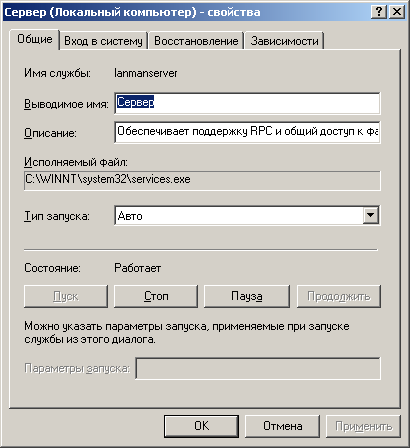 Сервер (Локальный компьютер) - свойства
Общие Вход в систему Восстановление Зависимости
Имя службы: lanmanserver
Выводимое имя: Сервер
Описание: Обеспечивает поддержку RPC и общий доступ к фа
Исполняемый файл:
C:\WINNT\system32\services.exe
Тип запуска: Авто
Состояние: Работает
Пуск Стоп Пауза Продолжить
Можно указать параметры запуска, применяемые при запуске
службы из этого диалога.
Параметры запуска:
OK Отмена Применить